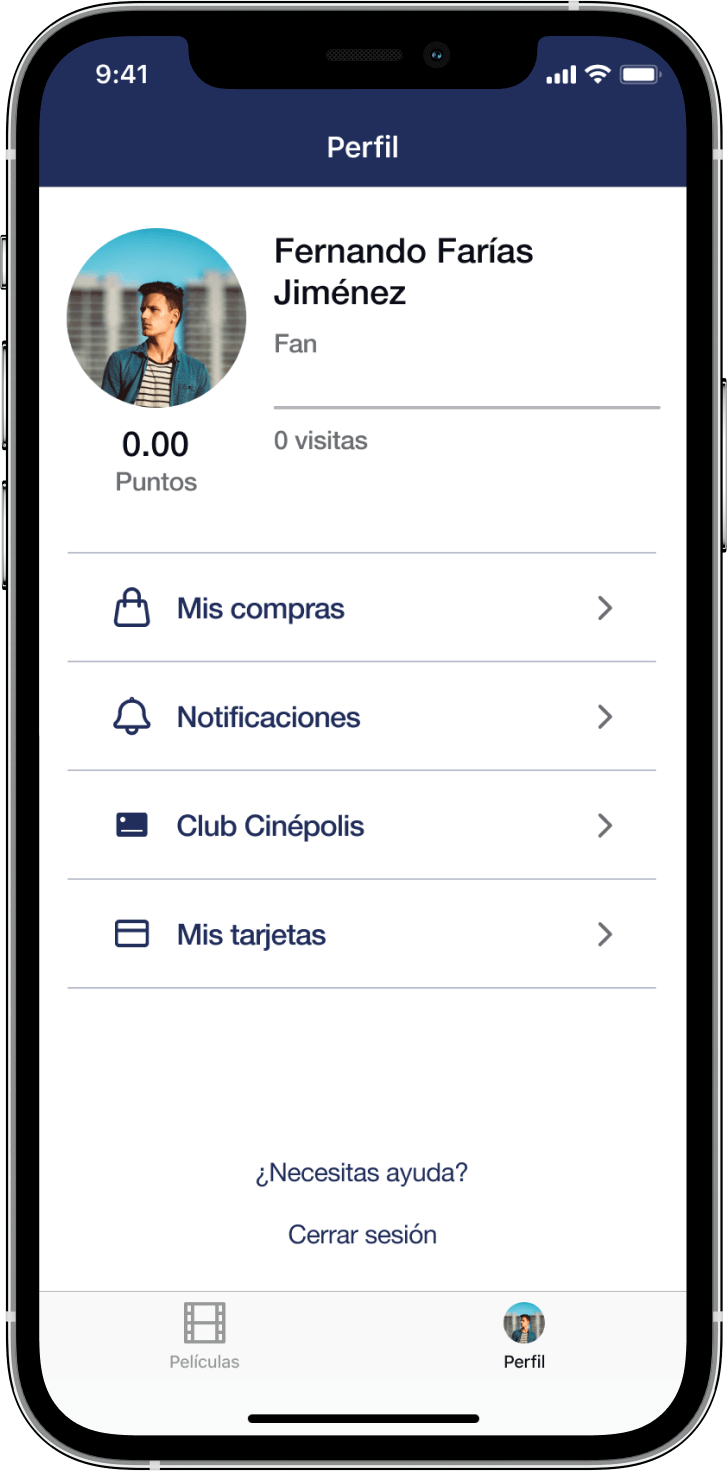 9:41
Perfil
Fernando Farías
Jiménez
Fan
0 visitas
0.00
Puntos
Mis compras
Notificaciones
Club Cinépolis
Mis tarjetas
¿Necesitas ayuda?
Cerrar sesión
Películas
Perfil